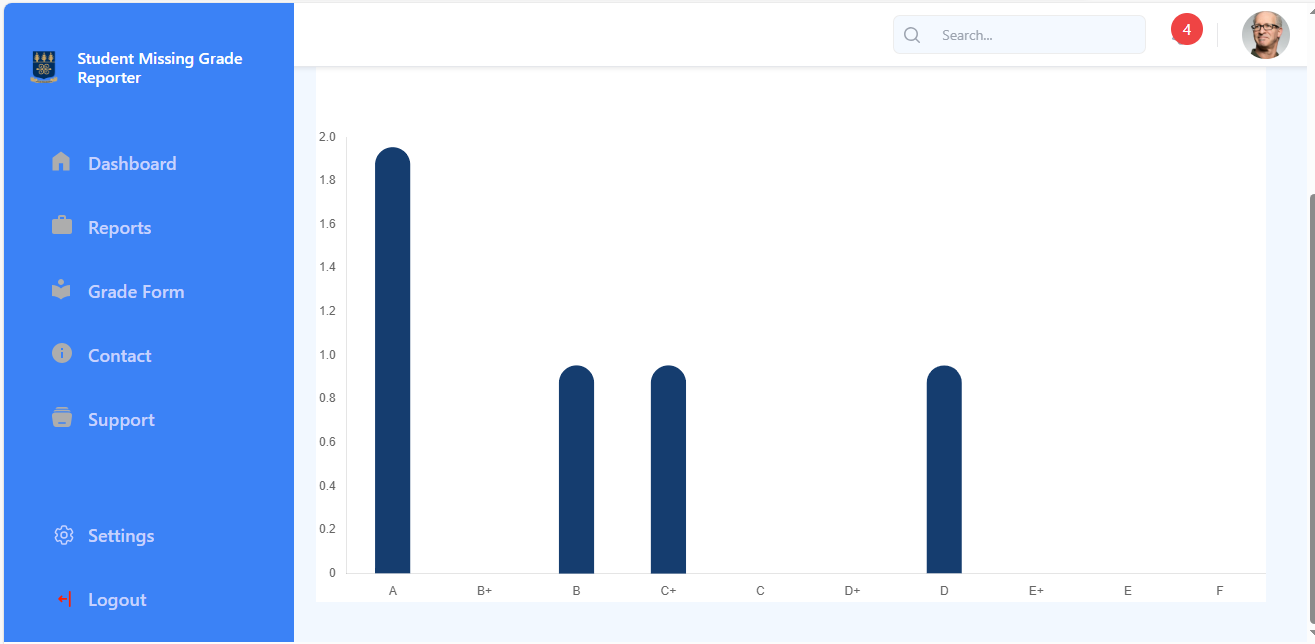 Student Missing Grade
Reporter
Search...
4
Dashboard
Reports
Grade Form
Contact
Support
Settings
Logout
2.0
1.8
1.6
1.4
1.2
1.0
0.8
0.6
0.4
0.2
0
A B+ B C+ C D+ D E+ E F